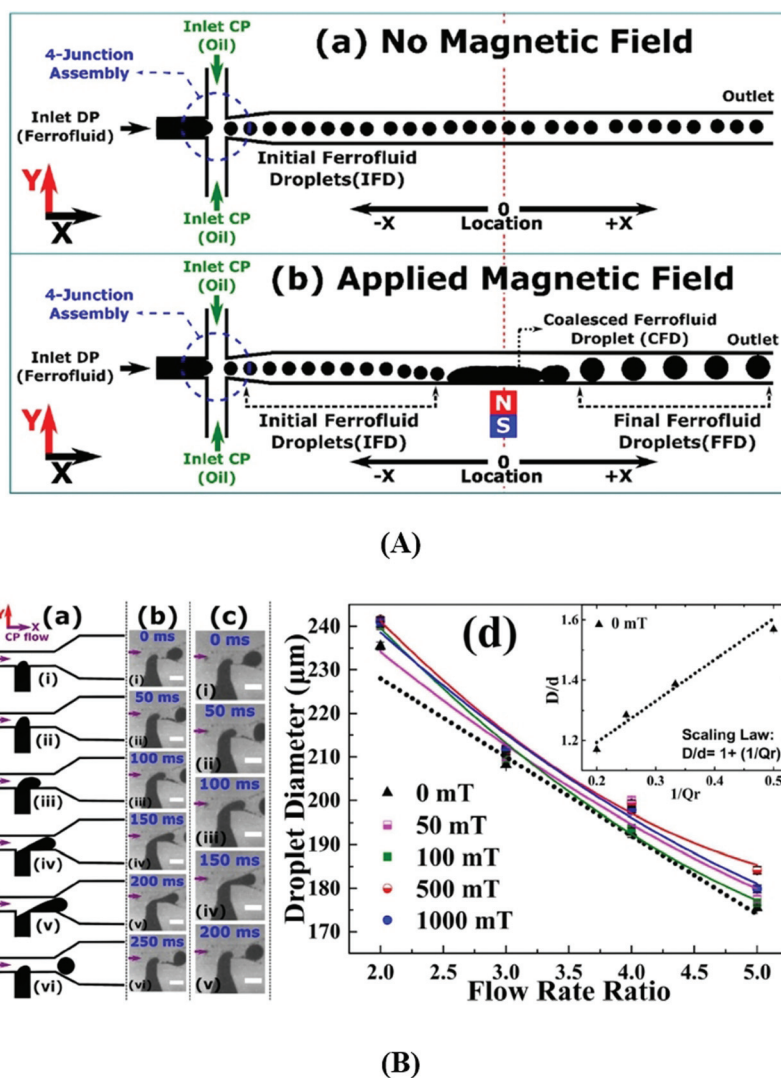 (a) No Magnetic Field
Inlet CP
(Oil)
4-Junction
Assembly
Inlet DP
(Ferrofluid)
Outlet
Initial Ferrofluid
Droplets(IFD)
Y
X
Inlet CP
(Oil)
0
-X Location +X
(b) Applied Magnetic Field
Inlet CP
(Oil)
4-Junction
Assembly
Coalesced Ferrofluid
Droplet (CFD)
Outlet
Inlet DP
(Ferrofluid)
N
S
Initial Ferrofluid
Droplets(IFD)
Final Ferrofluid
Droplets(FFD)
Y
X
Inlet CP
(Oil)
0
-X Location +X
(A)
Y
X
CP flow
(a)
(i)
(ii)
(iii)
(iv)
(v)
(vi)
(b)
0 ms
(i)
50 ms
(ii)
100 ms
(iii)
150 ms
(iv)
200 ms
(v)
250 ms
(vi)
(c)
0 ms
(i)
50 ms
(ii)
100 ms
(iii)
150 ms
(iv)
200 ms
(v)
(d)
Droplet Diameter (μm)
240
230
220
210
200
190
180
170
2.0 2.5 3.0 3.5 4.0 4.5 5.0
Flow Rate Ratio
0 mT
50 mT
100 mT
500 mT
1000 mT
0 mT
D/d
1.6
1.4
1.2
0.2 0.3 0.4 0.5
1/Qr
Scaling Law:
D/d= 1+ (1/Qr)
(B)